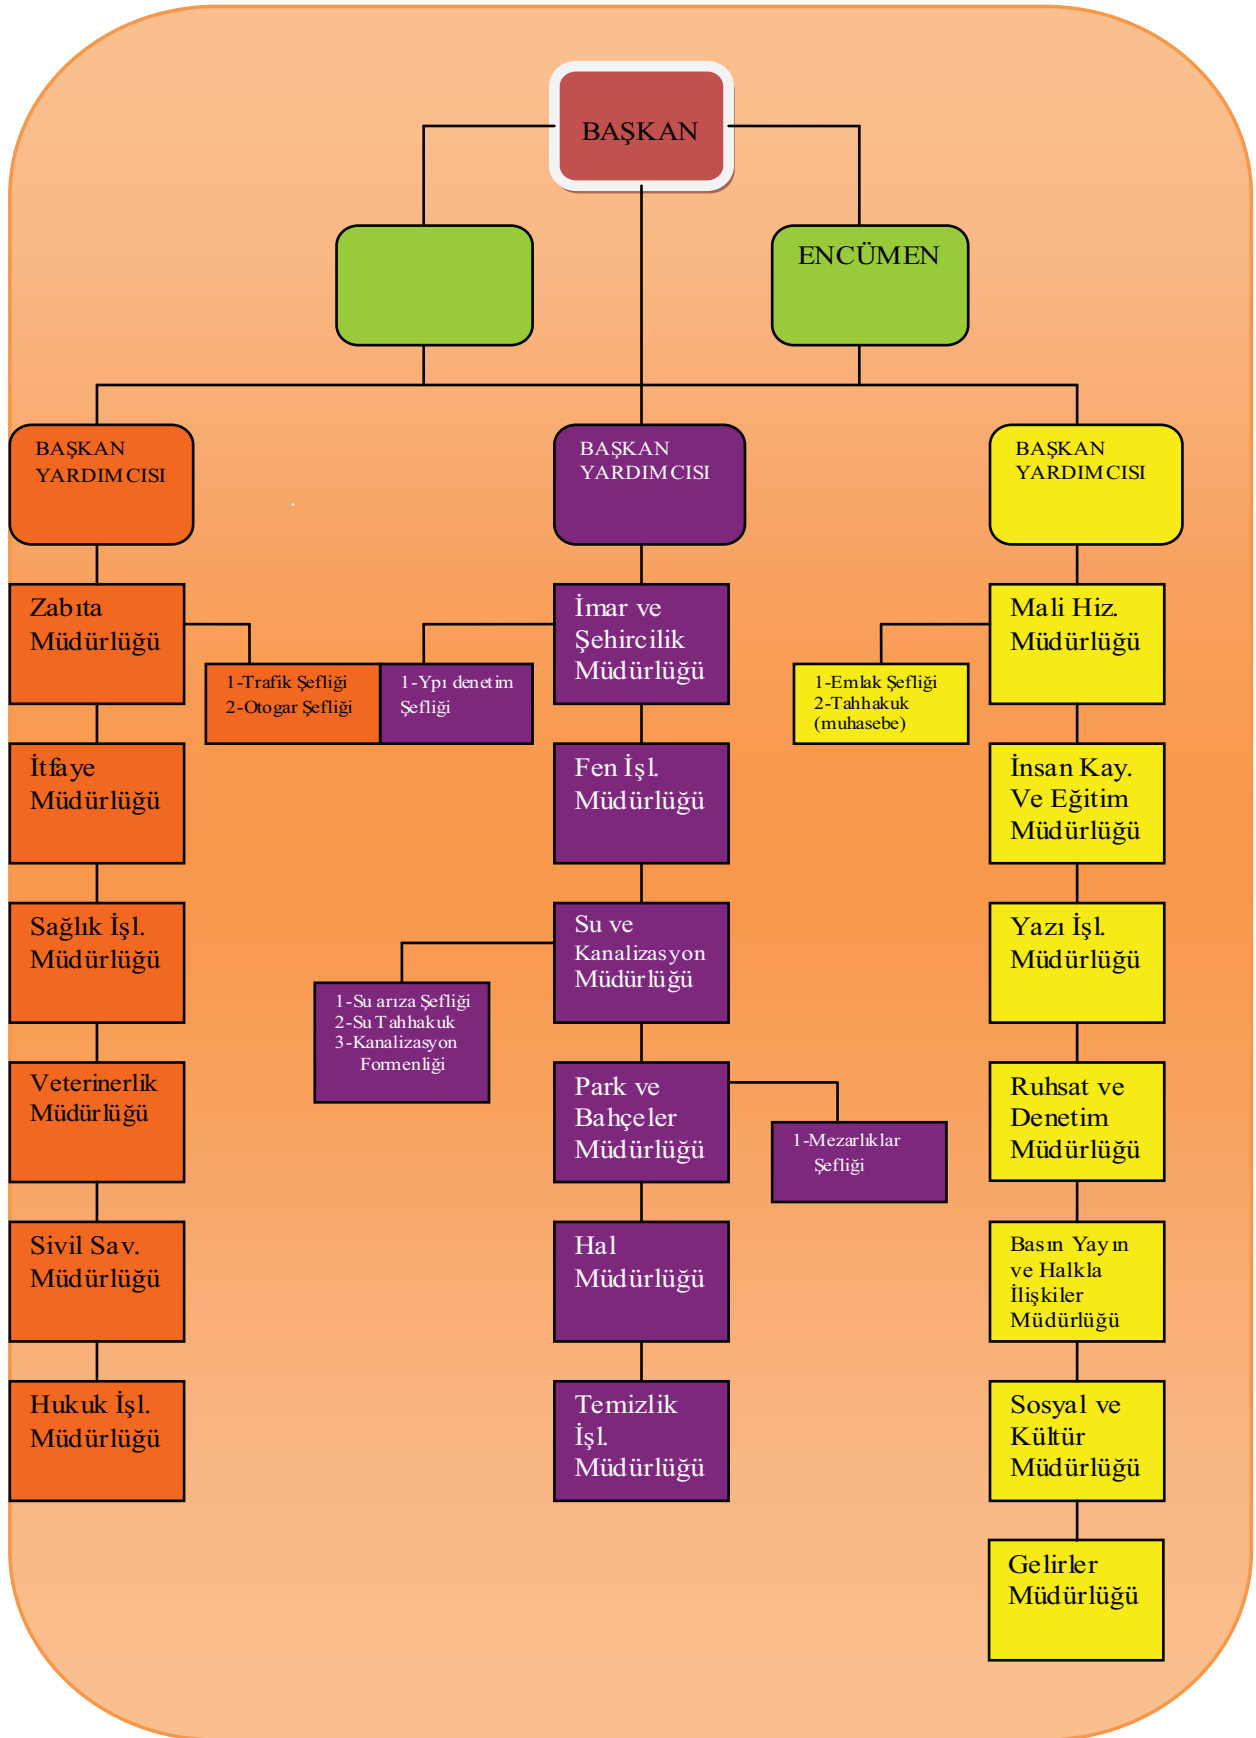 BAŞKAN
ENCÜMEN
BAŞKAN
YARDIMCISI
BAŞKAN
YARDIMCISI
BAŞKAN
YARDIMCISI
Zabıta
Müdürlüğü
1-Trafik Şefliği
2-Otogar Şefliği
İtfaye
Müdürlüğü
Sağlık İşl.
Müdürlüğü
Veterinerlik
Müdürlüğü
Sivil Sav.
Müdürlüğü
Hukuk İşl.
Müdürlüğü
İmar ve
Şehircilik
Müdürlüğü
1-Ypı denetim
Şefliği
Fen İşl.
Müdürlüğü
Su ve
Kanalizasyon
Müdürlüğü
1-Su arıza Şefliği
2-Su Tahhakuk
3-Kanalizasyon
Formenliği
Park ve
Bahçeler
Müdürlüğü
1-Mezarlıklar
Şefliği
Hal
Müdürlüğü
Temizlik
İşl.
Müdürlüğü
Mali Hiz.
Müdürlüğü
1-Emlak Şefliği
2-Tahhakuk
(muhasebe)
İnsan Kay.
Ve Eğitim
Müdürlüğü
Yazı İşl.
Müdürlüğü
Ruhsat ve
Denetim
Müdürlüğü
Basın Yayın
ve Halkla
İlişkiler
Müdürlüğü
Sosyal ve
Kültür
Müdürlüğü
Gelirler
Müdürlüğü